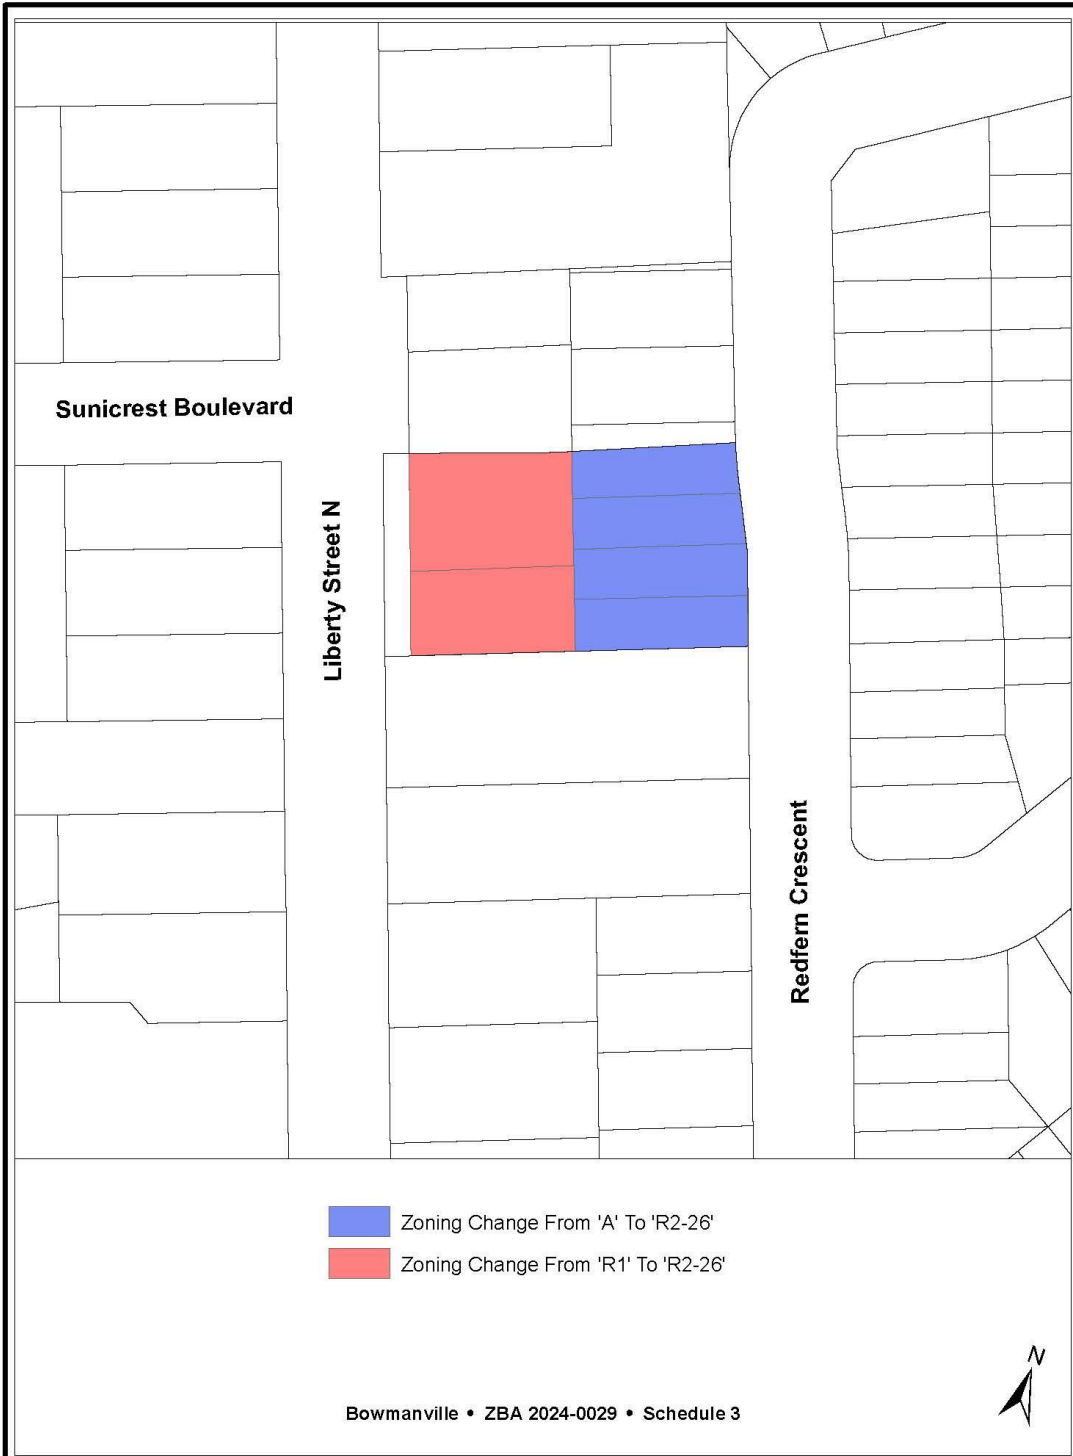 Sunicrest Boulevard
Liberty Street N
Redfern Crescent
Zoning Change From 'A' To 'R2-26'
Zoning Change From 'R1' To 'R2-26'
N
Bowmanville • ZBA 2024-0029 • Schedule 3